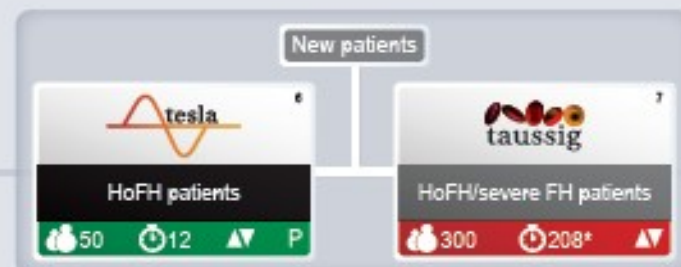 New patients
6
tesla
HoFH patients
50 12 P
7
taussig
HoFH/severe FH patients
300 208*